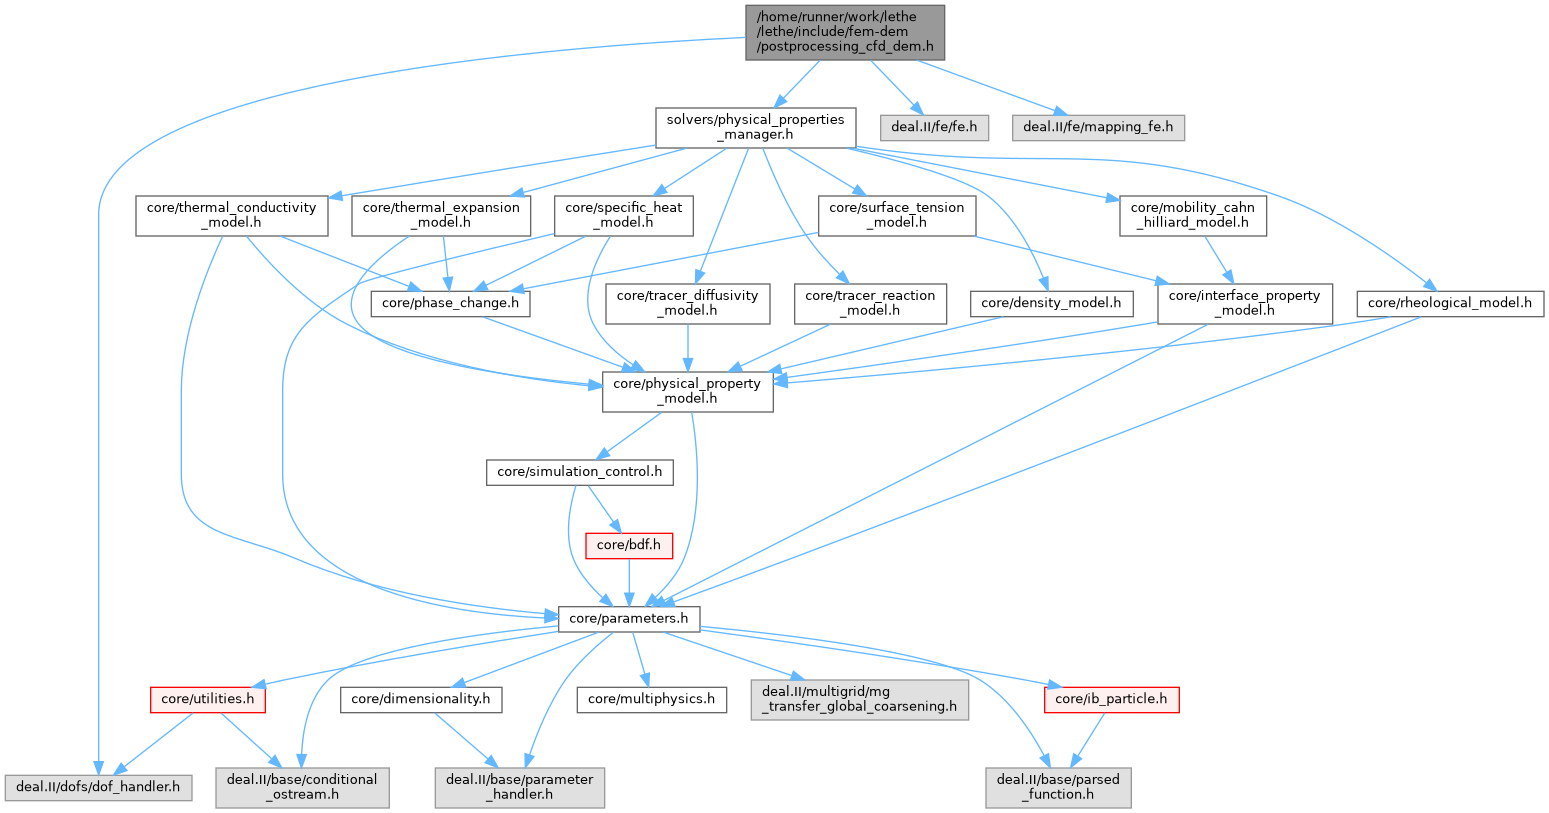 /home/runner/work/lethe
/lethe/include/fem-dem
/postprocessing_cfd_dem.h
solvers/physical_properties
_manager.h
deal.II/fe/fe.h
deal.II/fe/mapping_fe.h
core/thermal_conductivity
_model.h
core/thermal_expansion
_model.h
core/specific_heat
_model.h
core/surface_tension
_model.h
core/mobility_cahn
_hilliard_model.h
core/phase_change.h
core/tracer_diffusivity
_model.h
core/tracer_reaction
_model.h
core/density_model.h
core/interface_property
_model.h
core/rheological_model.h
core/physical_property
_model.h
core/simulation_control.h
core/bdf.h
core/parameters.h
core/utilities.h
core/dimensionality.h
core/multiphysics.h
deal.II/multigrid/mg
_transfer_global_coarsening.h
core/ib_particle.h
deal.II/dofs/dof_handler.h
deal.II/base/conditional
_ostream.h
deal.II/base/parameter
_handler.h
deal.II/base/parsed
_function.h